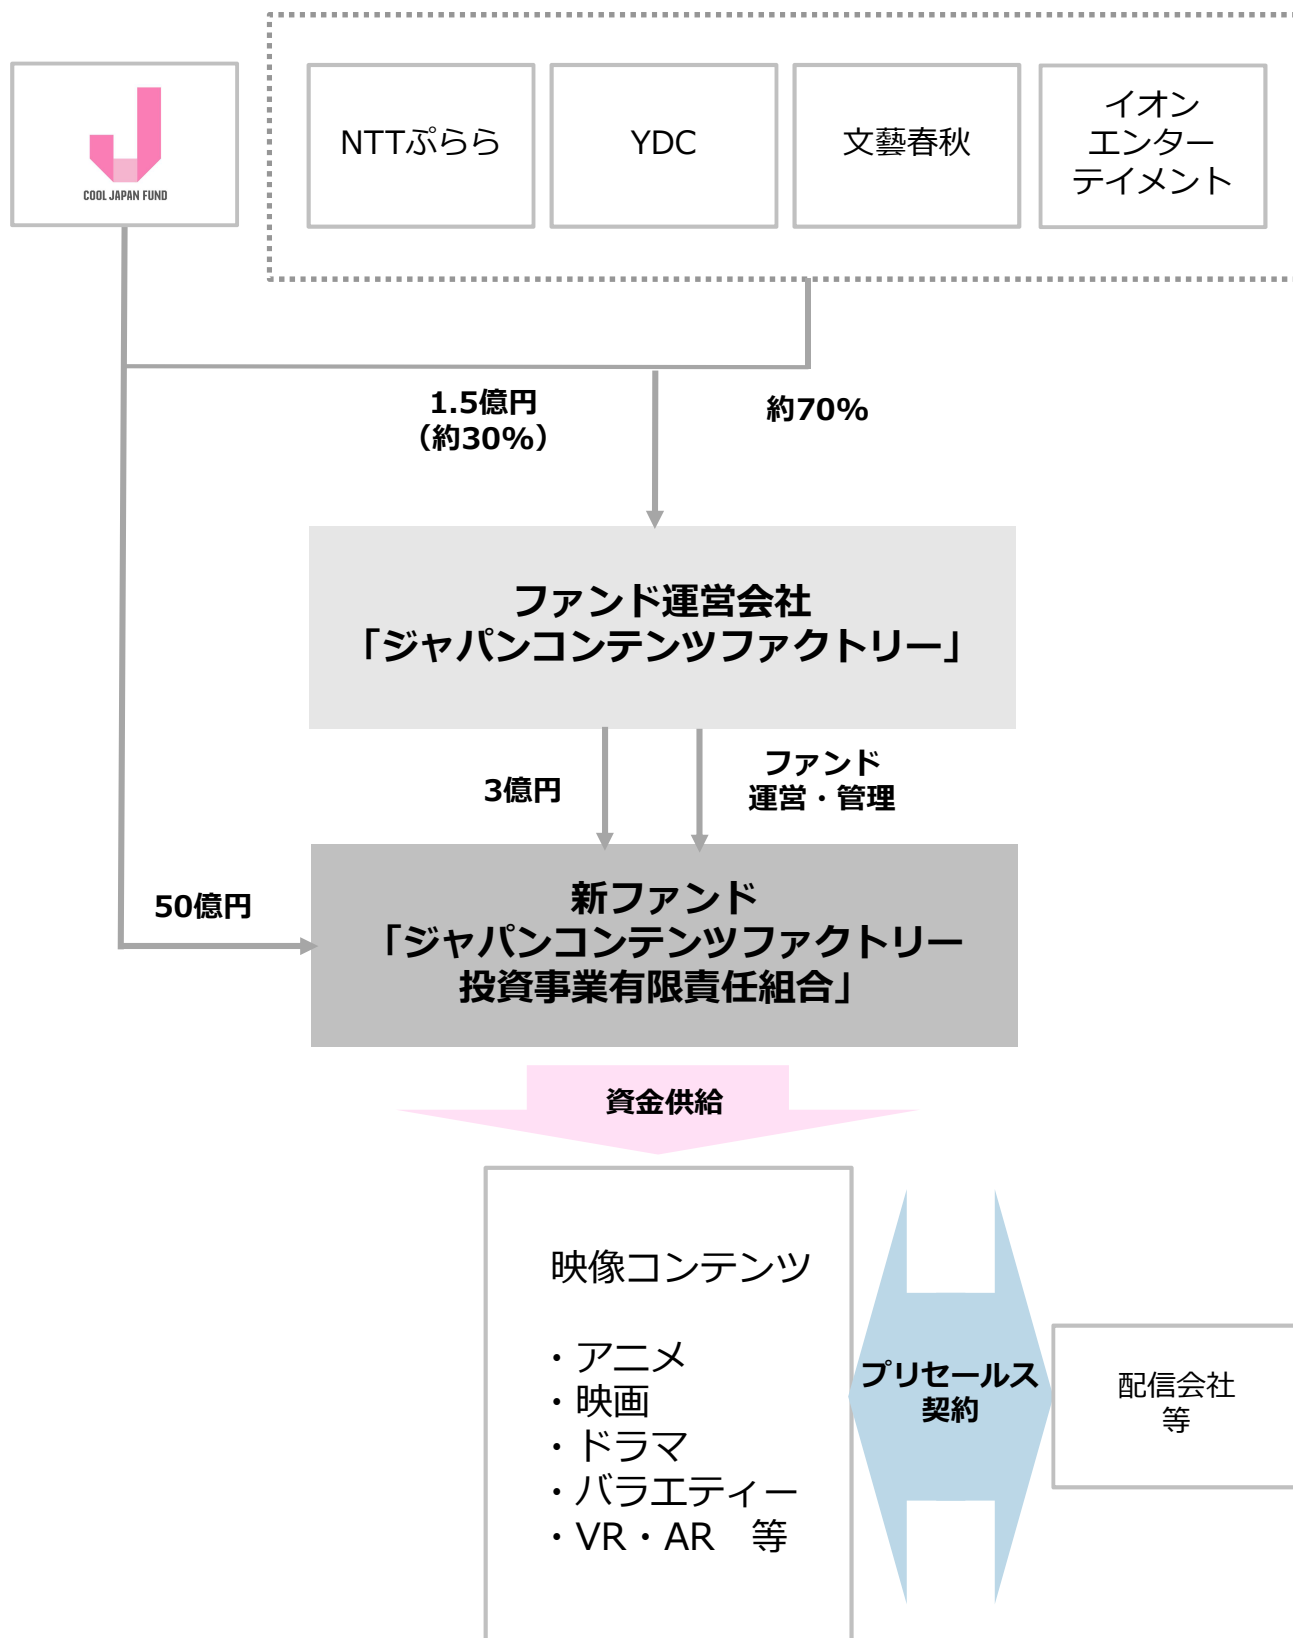 COOL JAPAN FUND
NTTぷらら
YDC
文藝春秋
イオン
エンター
テイメント
1.5億円
（約30%）
約70%
ファンド運営会社
「ジャパンコンテンツファクトリー」
3億円
ファンド
運営・管理
50億円
新ファンド
「ジャパンコンテンツファクトリー
投資事業有限責任組合」
資金供給
映像コンテンツ
・アニメ
・映画
・ドラマ
・バラエティー
・VR・AR　等
プリセールス
契約
配信会社
等